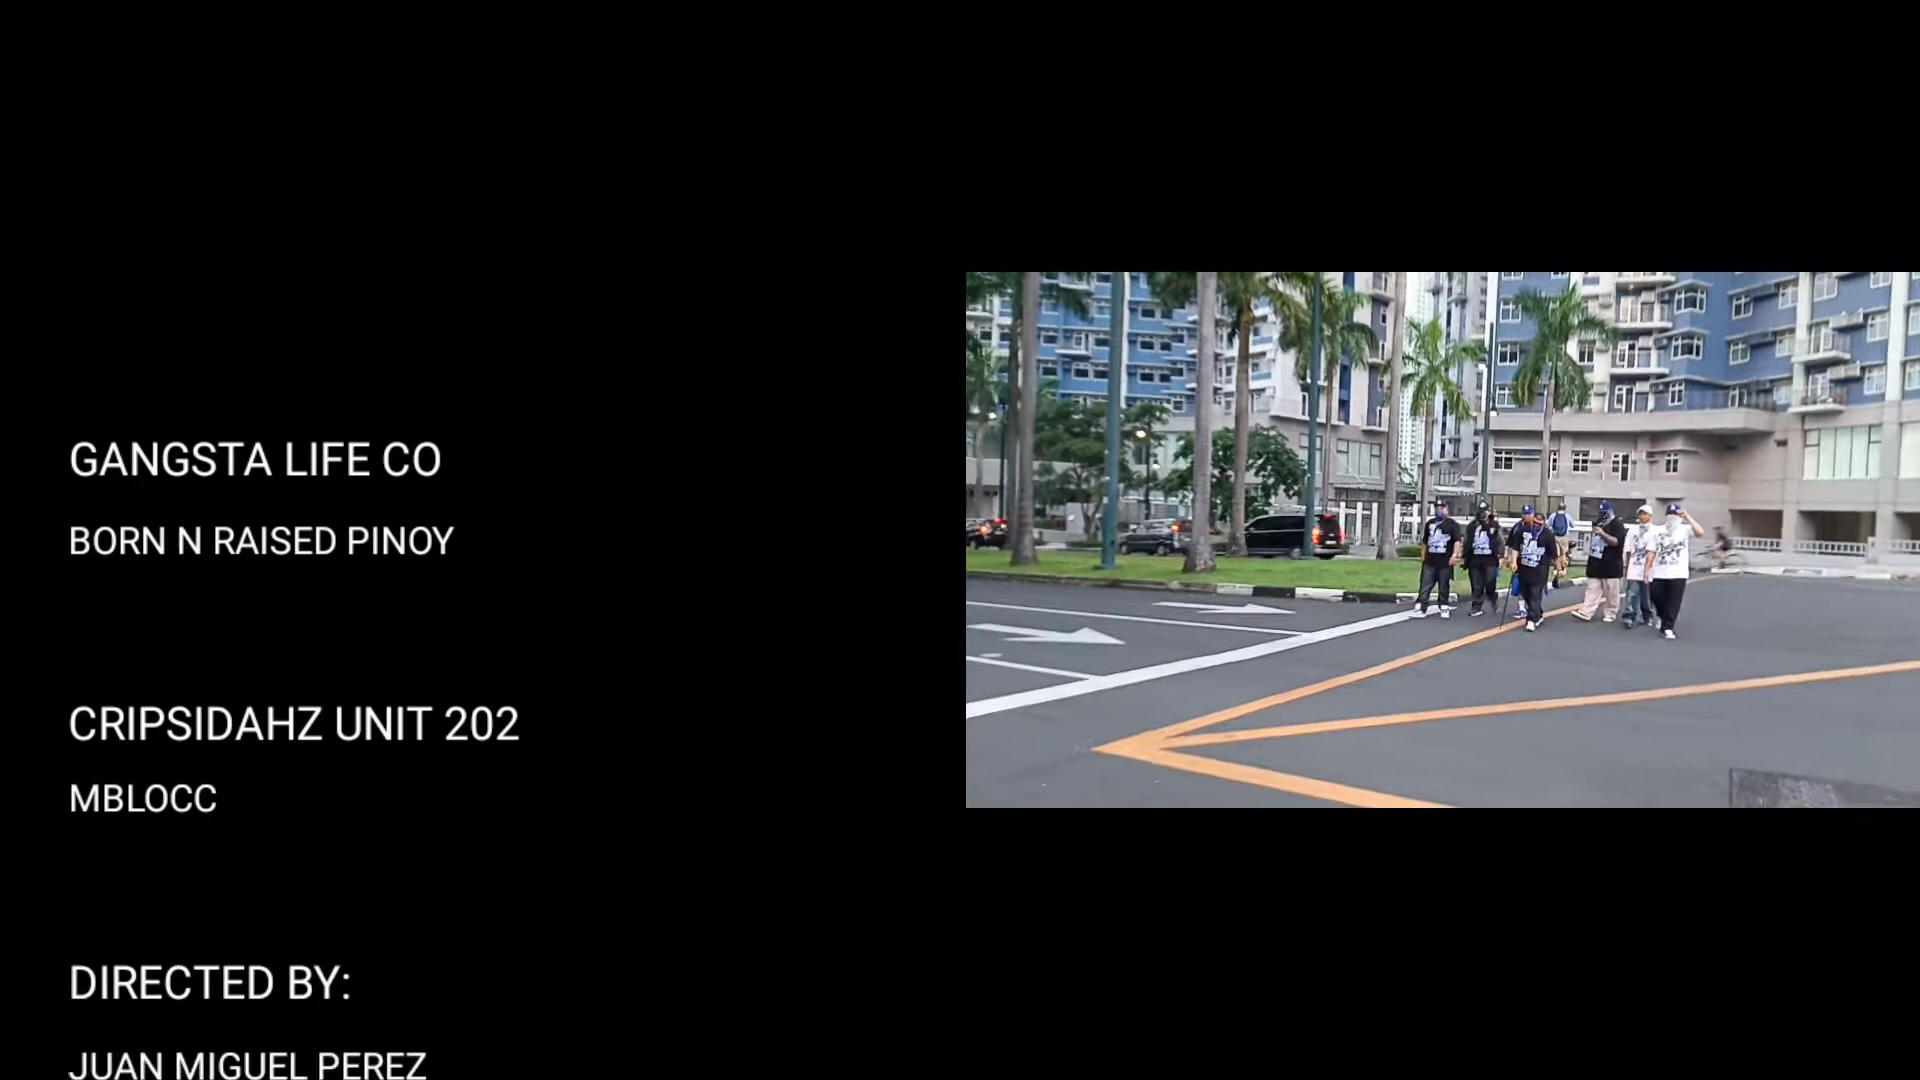 GANGSTA LIFE CO
BORN N RAISED PINOY
CRIPSIDAHZ UNIT 202
MBLOCC
DIRECTED BY:
JUAN MIGUEL PEREZ